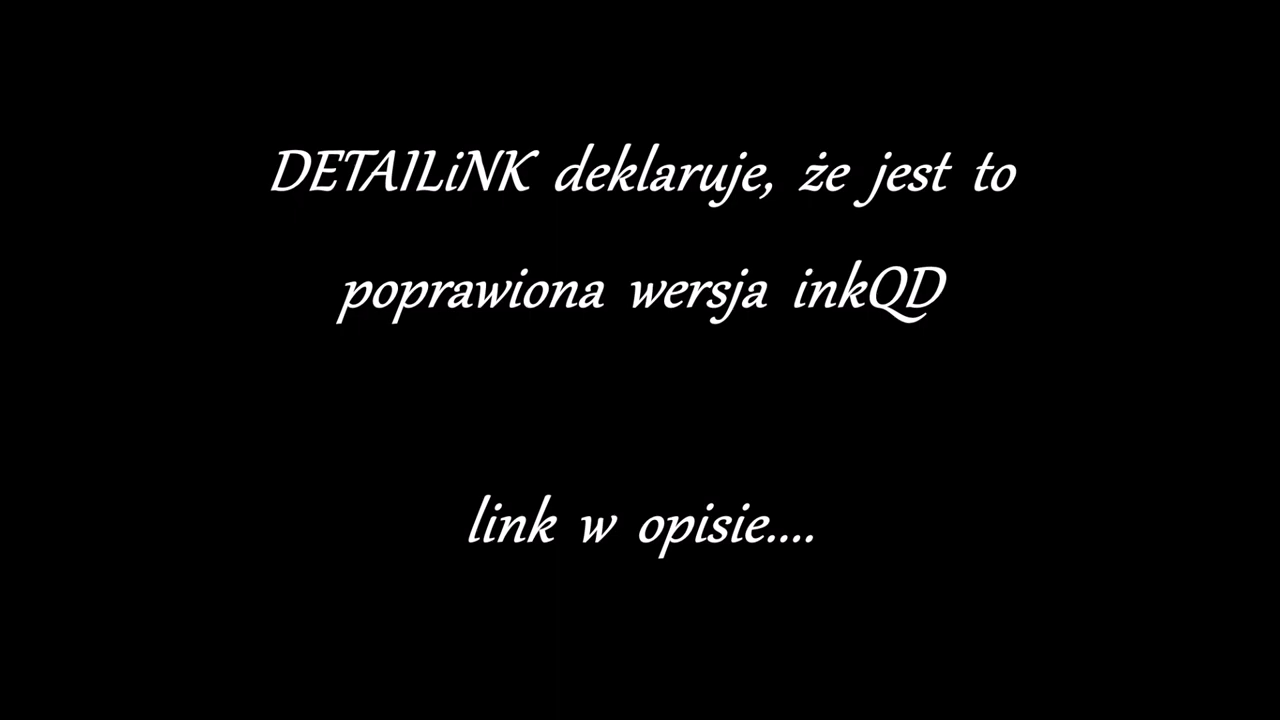 DETAILiNK deklaruje, że jest to
poprawiona wersja inkQD
link w opisie....